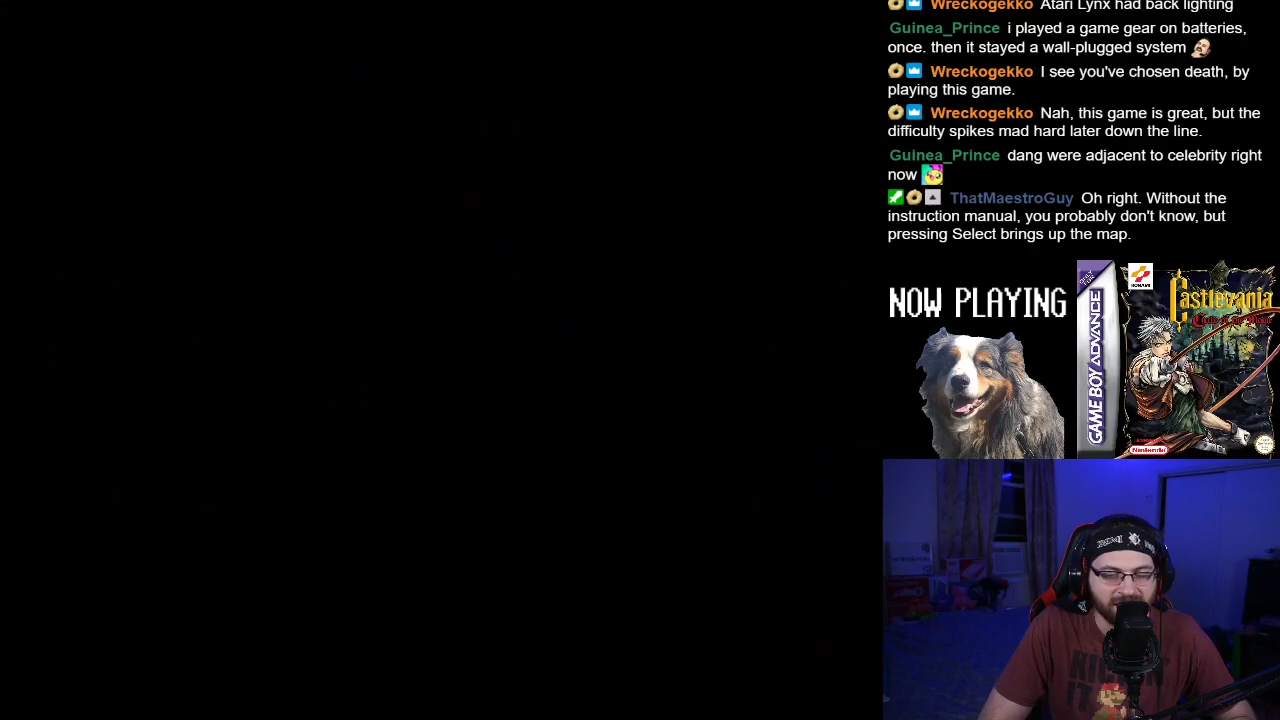 Wreckogekko Atari Lynx had back lighting
Guinea_Prince i played a game gear on batteries,
once. then it stayed a wall-plugged system
Wreckogekko I see you've chosen death, by
playing this game.
Wreckogekko Nah, this game is great, but the
difficulty spikes mad hard later down the line.
Guinea_Prince dang were adjacent to celebrity right
now
ThatMaestroGuy Oh right. Without the
instruction manual, you probably don't know, but
pressing Select brings up the map.
NOW PLAYING
KONAMI
Castlevania
GAME BOY ADVANCE
Nintendo
IT